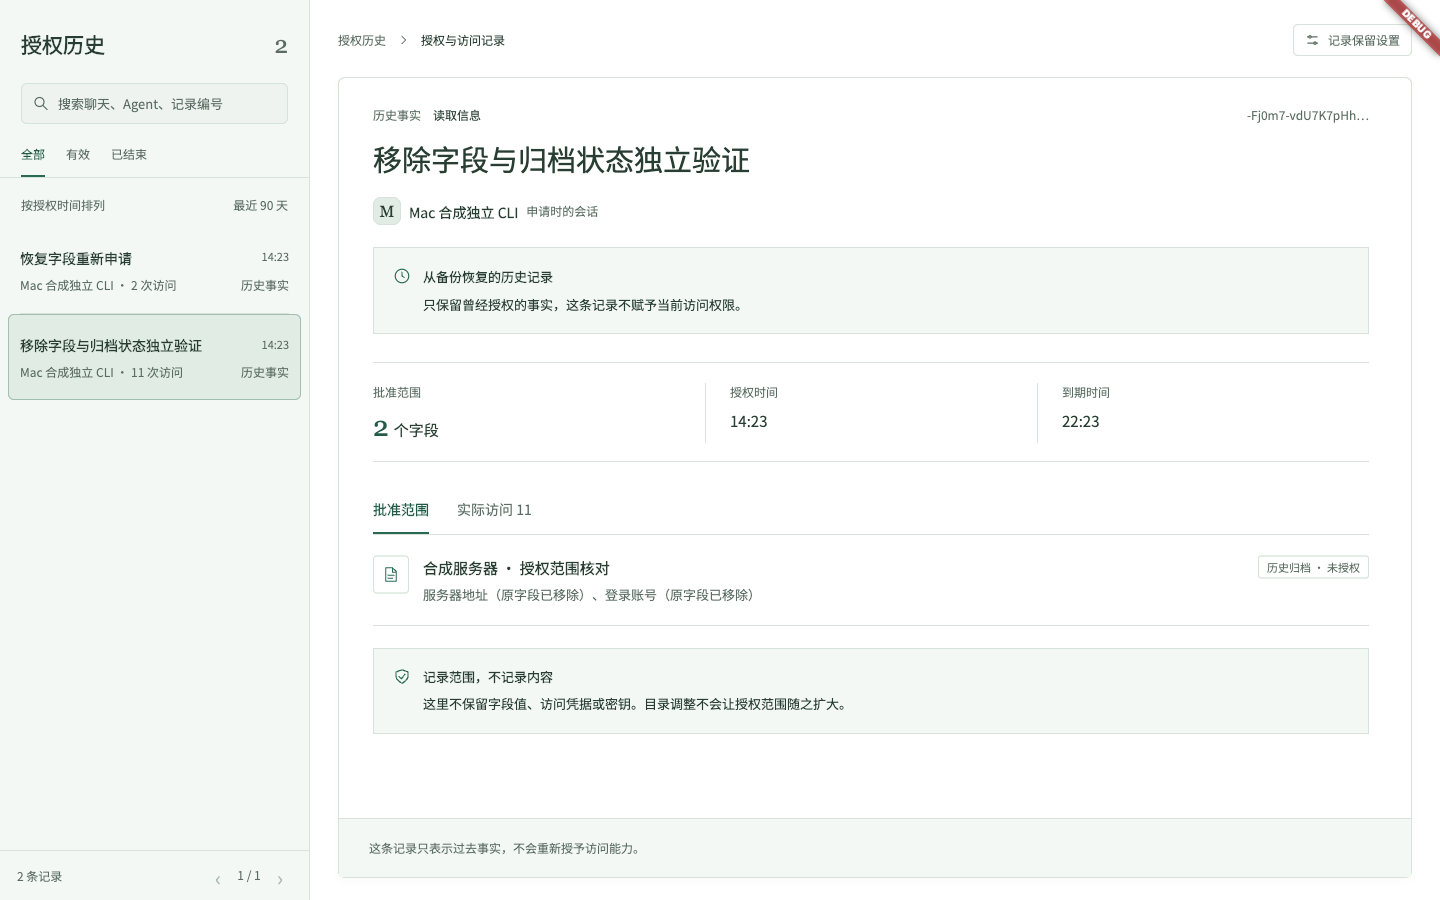 授权历史
2
搜索聊天、Agent、记录编号
全部 有效 已结束
按授权时间排列 最近 90 天
恢复字段重新申请 14:23
Mac 合成独立 CLI · 2 次访问 历史事实
移除字段与归档状态独立验证 14:23
Mac 合成独立 CLI · 11 次访问 历史事实
2 条记录 ‹ 1 / 1 ›
授权历史 > 授权与访问记录
记录保留设置
DEBUG
历史事实 读取信息 -Fj0m7-vdU7K7pHh...
移除字段与归档状态独立验证
M Mac 合成独立 CLI 申请时的会话
从备份恢复的历史记录
只保留曾经授权的事实，这条记录不赋予当前访问权限。
批准范围 授权时间 到期时间
2 个字段 14:23 22:23
批准范围 实际访问 11
合成服务器 · 授权范围核对 历史归档 · 未授权
服务器地址（原字段已移除）、登录账号（原字段已移除）
记录范围，不记录内容
这里不保留字段值、访问凭据或密钥。目录调整不会让授权范围随之扩大。
这条记录只表示过去事实，不会重新授予访问能力。